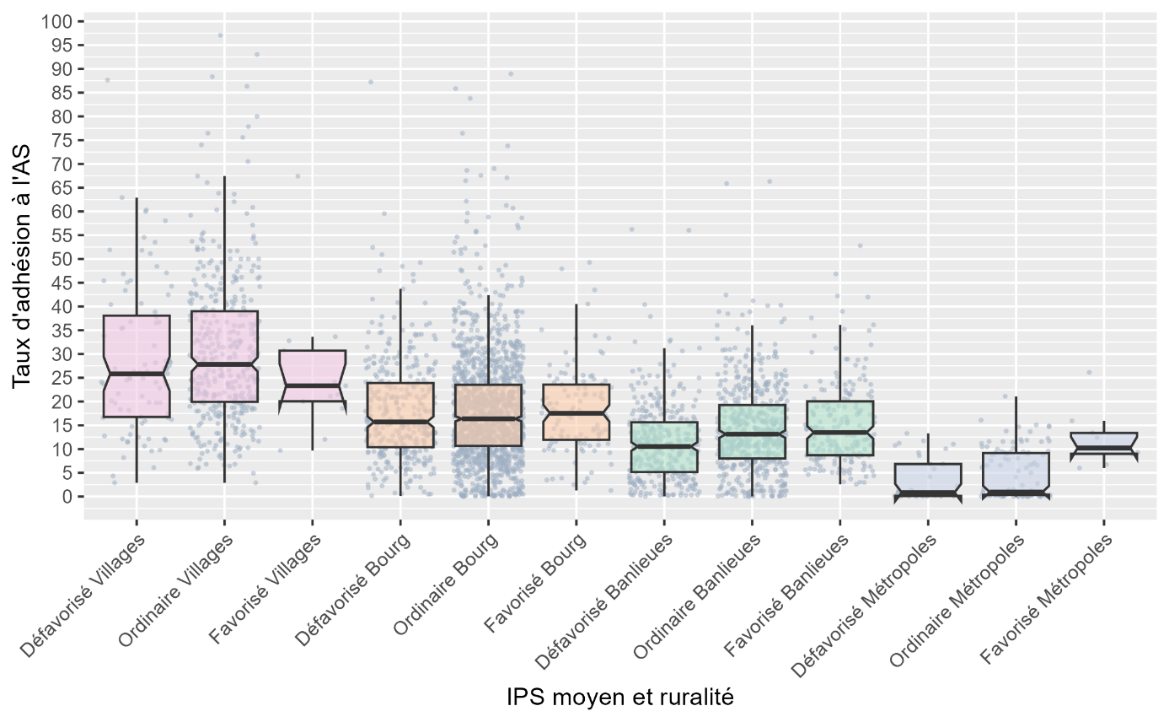 Taux d'adhésion à l'AS
100
95
90
85
80
75
70
65
60
55
50
45
40
35
30
25
20
15
10
5
0
Défavorisé Villages
Ordinaire Villages
Favorisé Villages
Défavorisé Bourg
Ordinaire Bourg
Favorisé Bourg
Défavorisé Banlieues
Ordinaire Banlieues
Favorisé Banlieues
Défavorisé Métropoles
Ordinaire Métropoles
Favorisé Métropoles
IPS moyen et ruralité